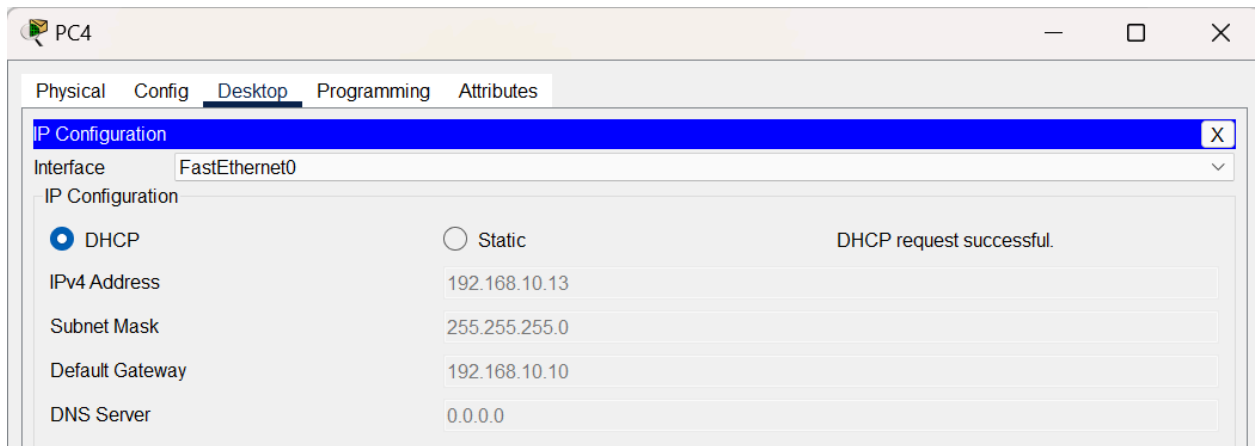 PC4
Physical Config Desktop Programming Attributes
IP Configuration X
Interface FastEthernet0
IP Configuration
DHCP Static DHCP request successful.
IPv4 Address 192.168.10.13
Subnet Mask 255.255.255.0
Default Gateway 192.168.10.10
DNS Server 0.0.0.0